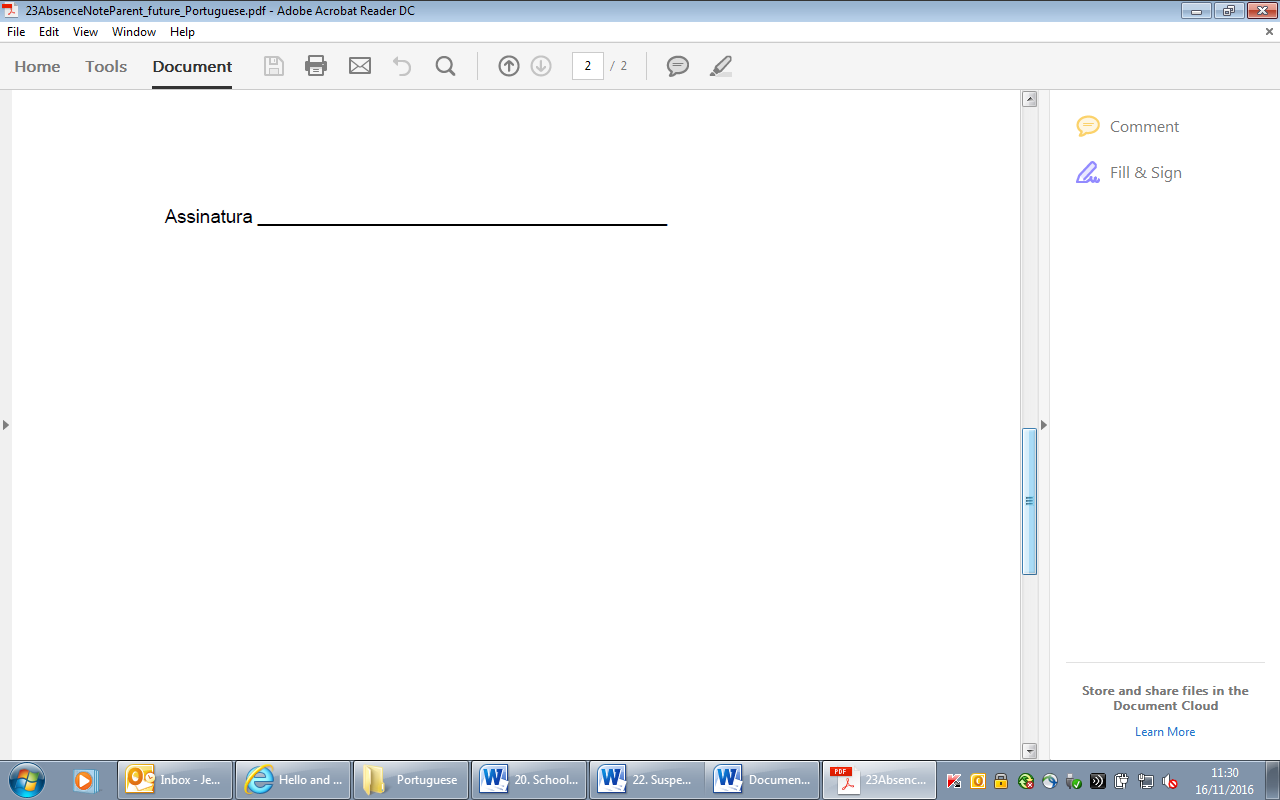 23AbsenceNoteParent_future_Portuguese.pdf - Adobe Acrobat Reader DC
File Edit View Window Help
Home Tools Document 2 / 2
Comment
Fill & Sign
Assinatura
Store and share files in the
Document Cloud
Learn More
Inbox - Je... Hello and ... Portuguese 20. School... 22. Suspe... Documen... PDF 23Absenc... 11:30
16/11/2016